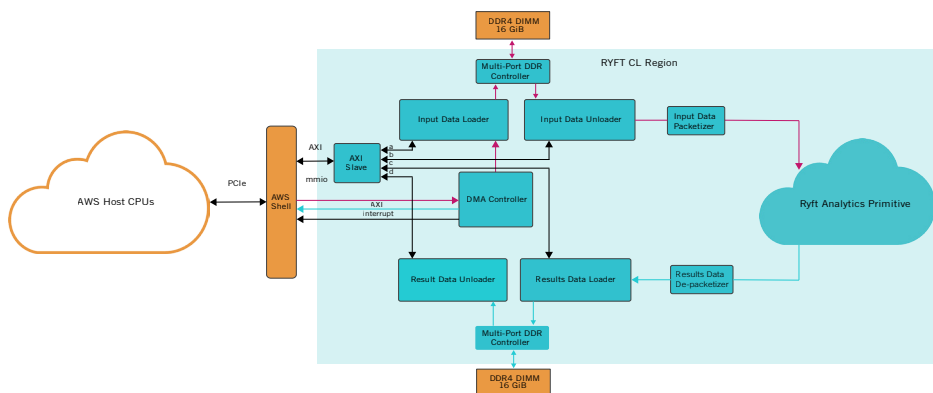 DDR4 DIMM
16 GiB
RYFT CL Region
Multi-Port DDR
Controller
Input Data Loader
Input Data Unloader
Input Data
Packetizer
AXI
AXI
Slave
a
b
c
d
mmio
PCIe
AWS Host CPUs
AWS
Shell
AXI
interrupt
DMA Controller
Ryft Analytics Primitive
Result Data Unloader
Results Data Loader
Results Data
De-packetizer
Multi-Port DDR
Controller
DDR4 DIMM
16 GiB